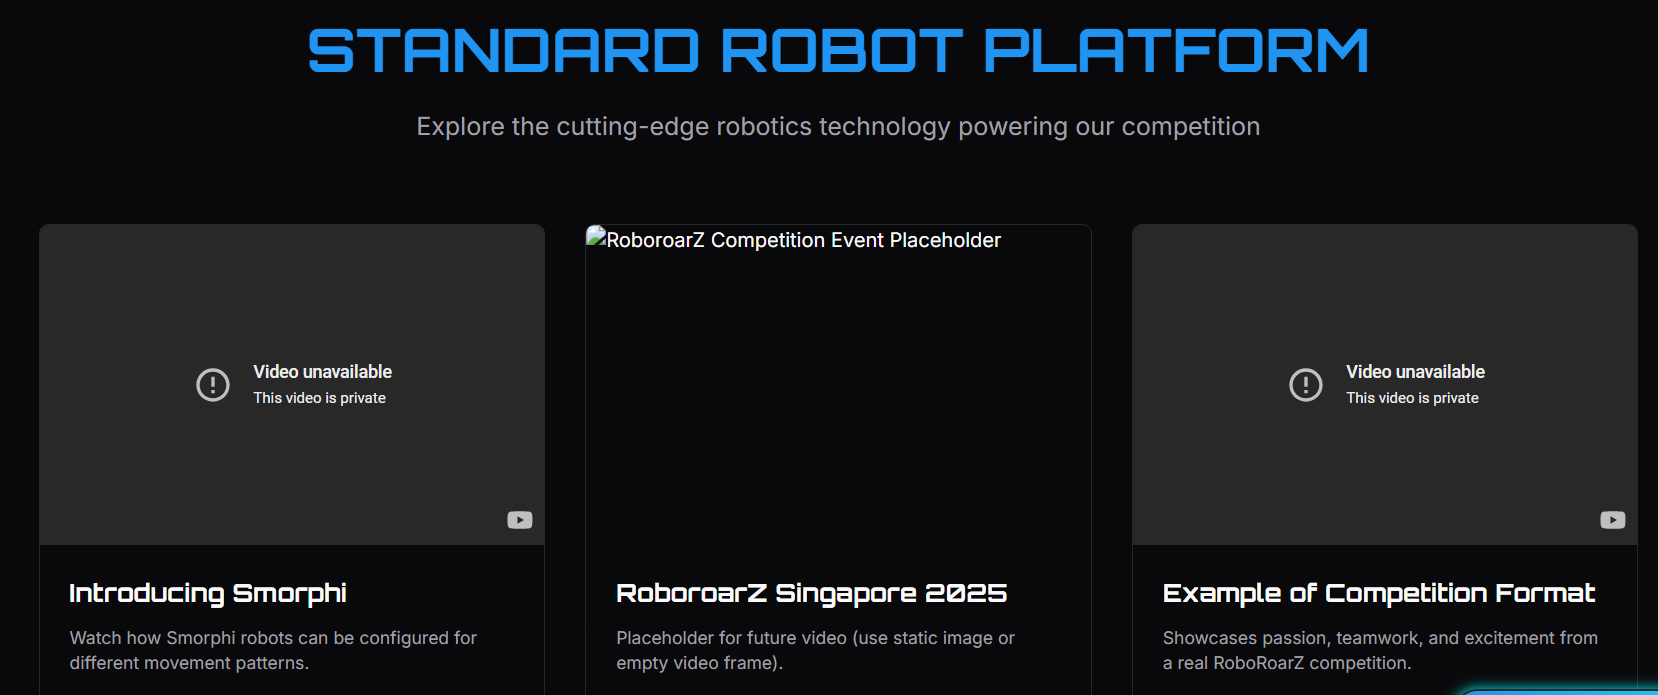 STANDARD ROBOT PLATFORM
Explore the cutting-edge robotics technology powering our competition
Video unavailable
This video is private
Introducing Smorphi
Watch how Smorphi robots can be configured for
different movement patterns.
RoboroarZ Competition Event Placeholder
RoboroarZ Singapore 2025
Placeholder for future video (use static image or
empty video frame).
Video unavailable
This video is private
Example of Competition Format
Showcases passion, teamwork, and excitement from
a real RoboRoarZ competition.